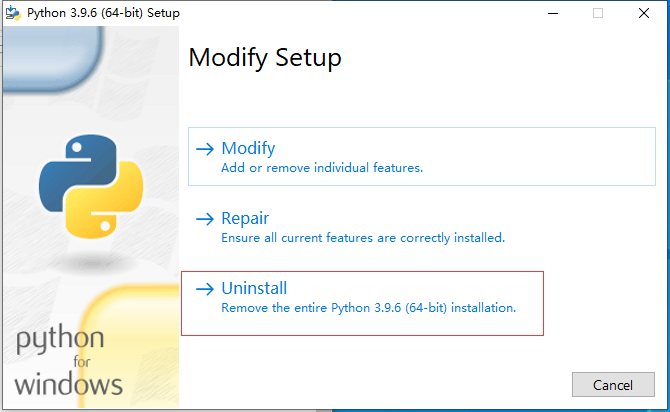 Python 3.9.6 (64-bit) Setup
Modify Setup
Modify
Add or remove individual features.
Repair
Ensure all current features are correctly installed.
Uninstall
Remove the entire Python 3.9.6 (64-bit) installation.
python
for
windows
Cancel